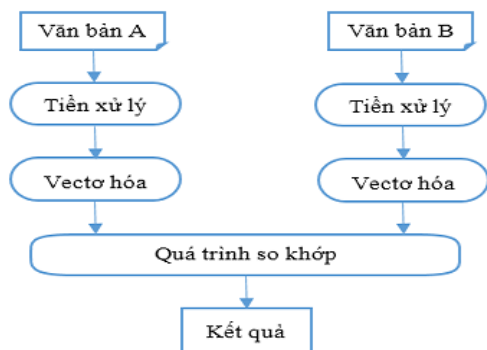 Văn bản A
Văn bản B
Tiền xử lý
Tiền xử lý
Vectơ hóa
Vectơ hóa
Quá trình so khớp
Kết quả